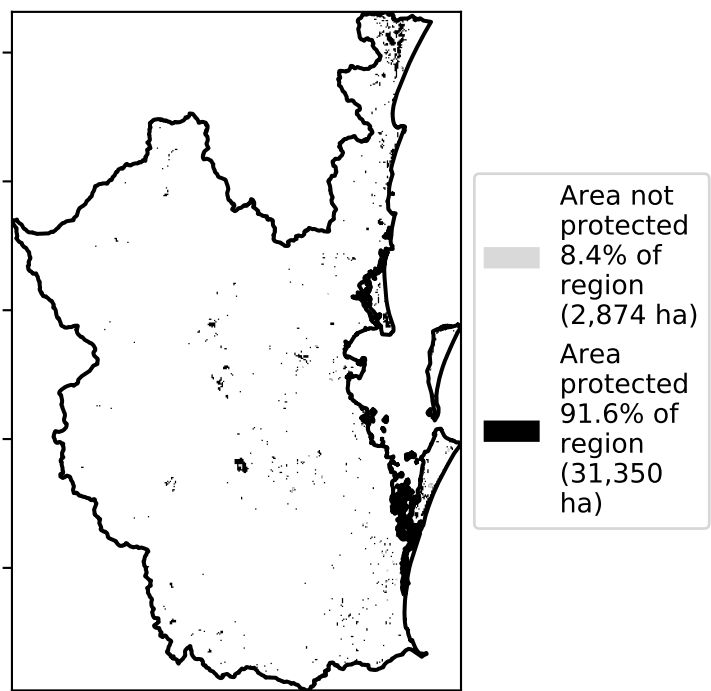 Area not
protected
8.4% of
region
(2,874 ha)
Area
protected
91.6% of
region
(31,350
ha)